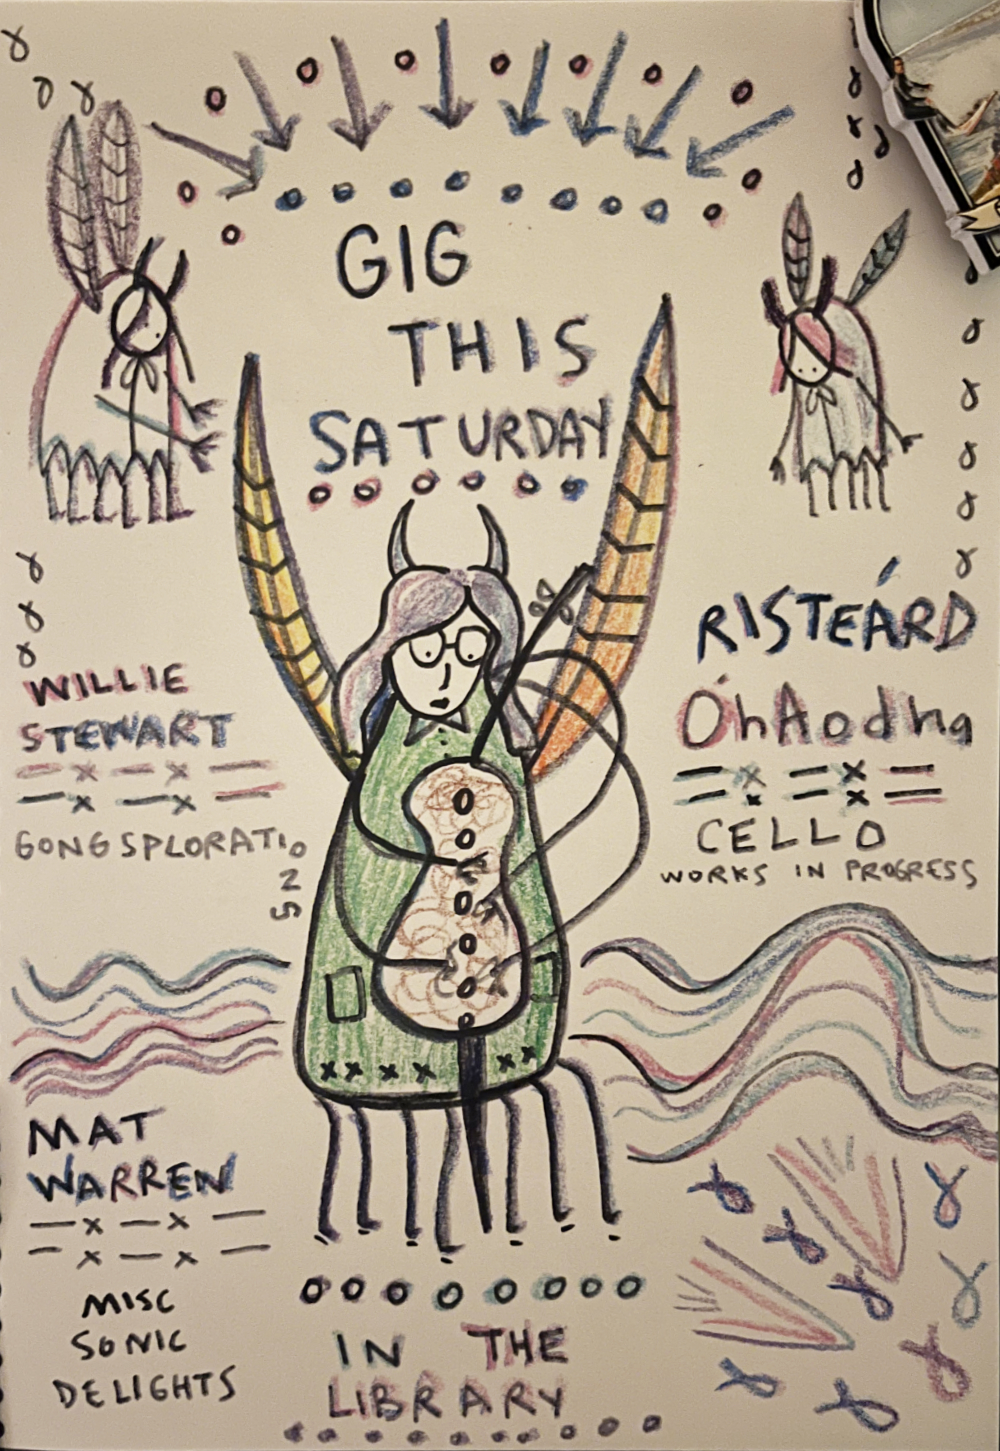 GIG
THIS
SATURDAY
WILLIE
STEWART
GONGSPLORATIONS
RISTEÁRD
ÓhAodha
CELLO
WORKS IN PROGRESS
MAT
WARREN
MISC
SONIC
DELIGHTS
IN THE
LIBRARY